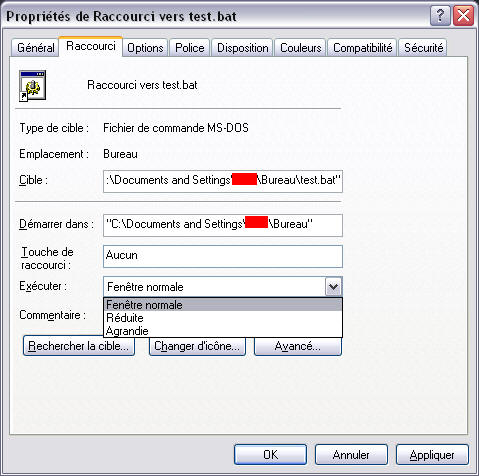 Propriétés de Raccourci vers test.bat
Général Raccourci Options Police Disposition Couleurs Compatibilité Sécurité
Raccourci vers test.bat
Type de cible : Fichier de commande MS-DOS
Emplacement : Bureau
Cible : :\Documents and Settings\ \Bureau\test.bat"
Démarrer dans : "C:\Documents and Settings\ \Bureau"
Touche de raccourci : Aucun
Exécuter : Fenêtre normale
Fenêtre normale
Réduite
Agrandie
Commentaire :
Rechercher la cible... Changer d'icône... Avancé...
OK Annuler Appliquer